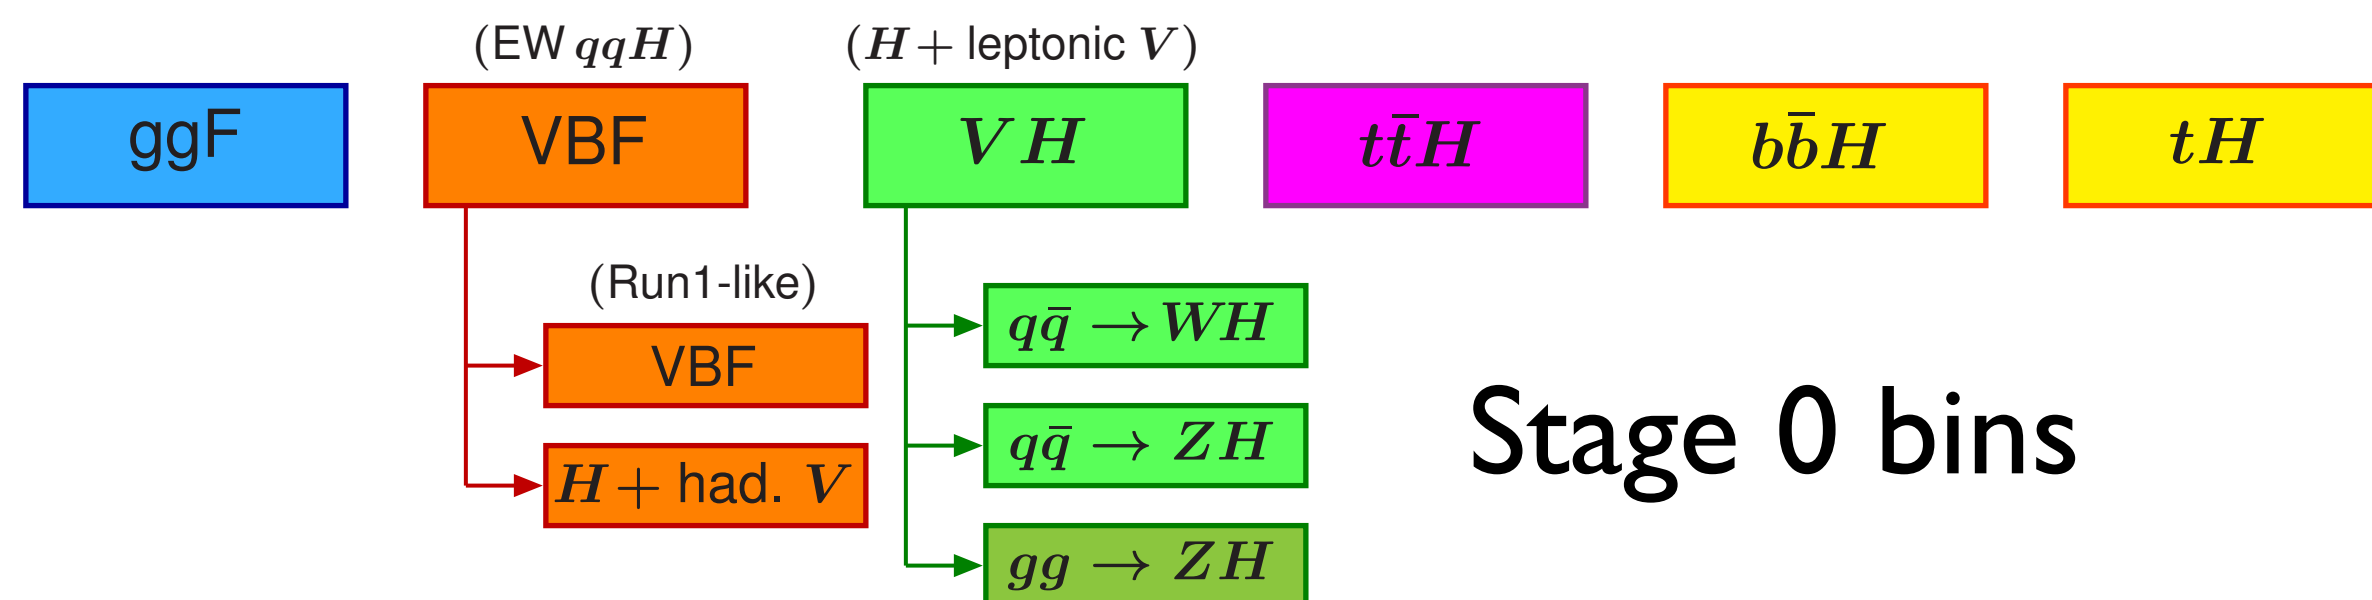 (EW qqH)
(H + leptonic V)
ggF
VBF
VH
tt̄H
bb̄H
tH
(Run1-like)
VBF
H + had. V
qq̄ → WH
qq̄ → ZH
gg → ZH
Stage 0 bins